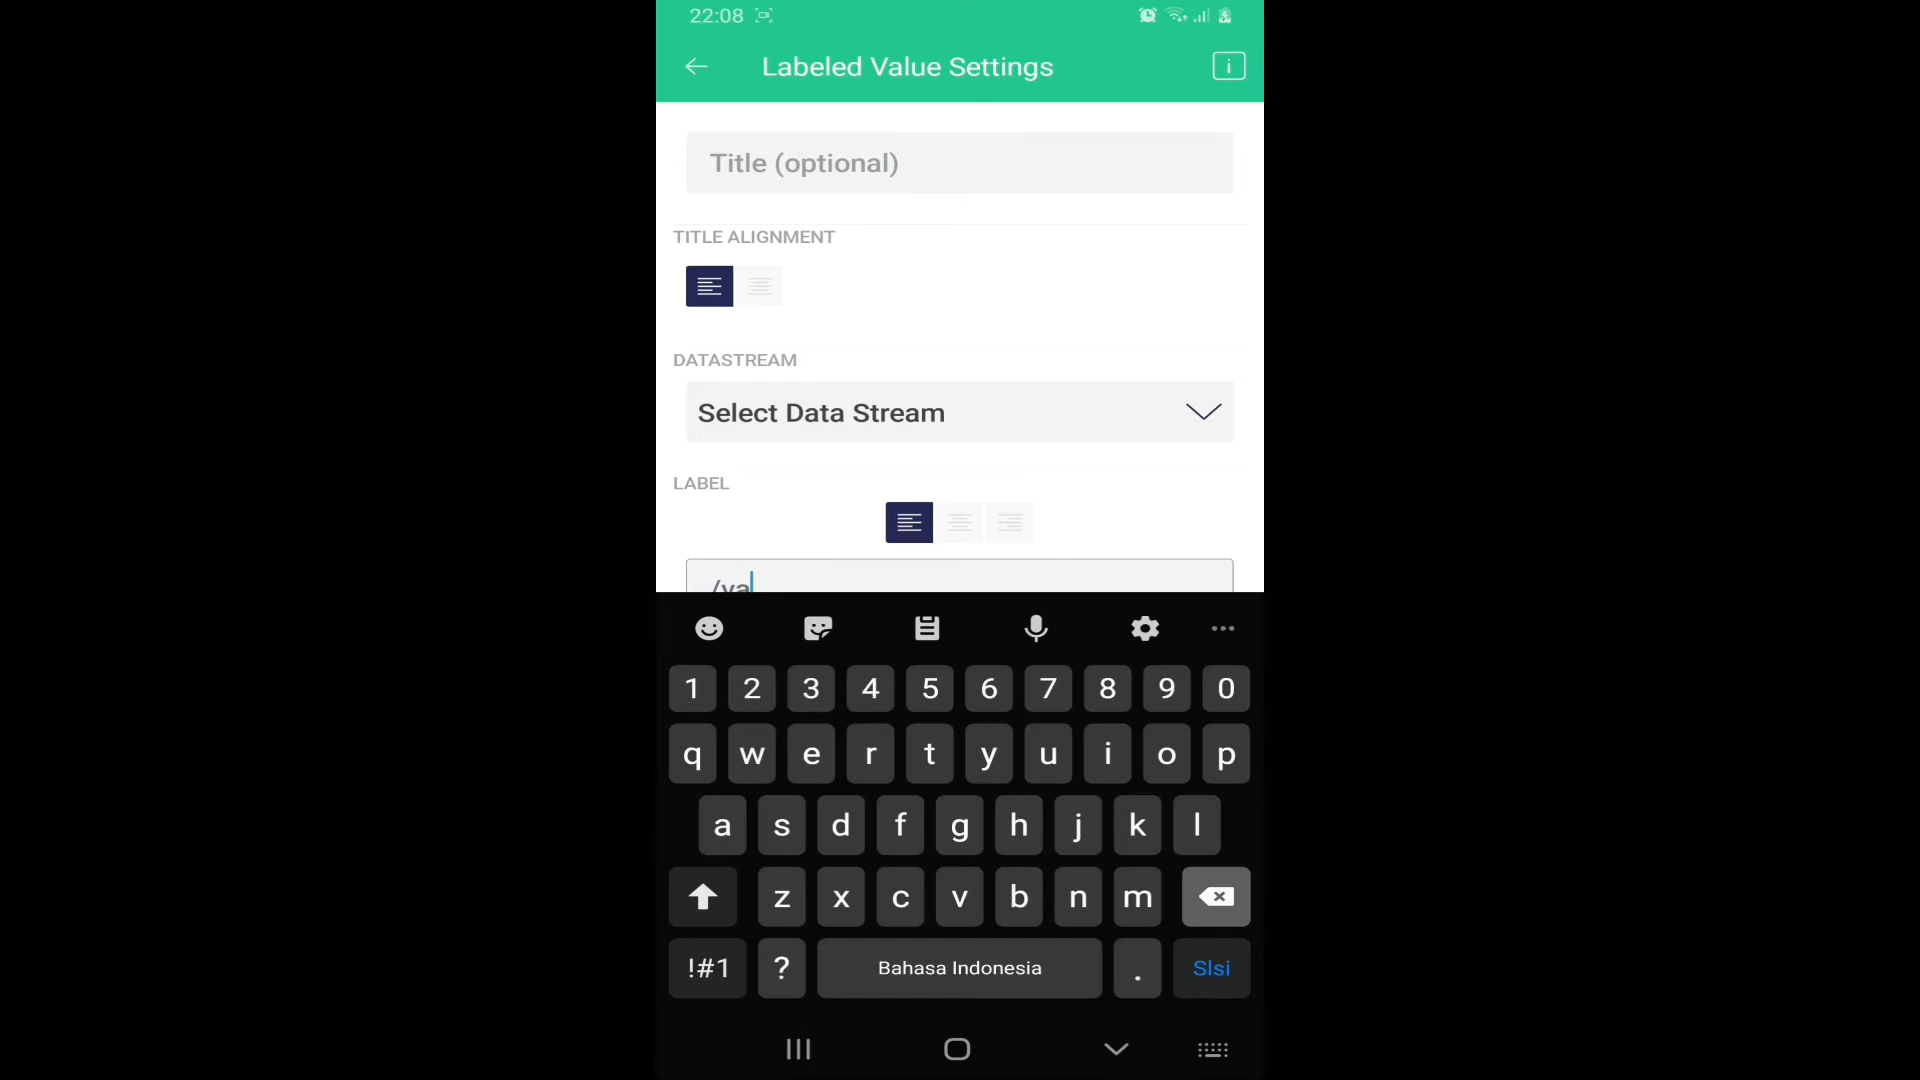 22:08
Labeled Value Settings
Title (optional)
TITLE ALIGNMENT
DATASTREAM
Select Data Stream
LABEL
/va
1 2 3 4 5 6 7 8 9 0
q w e r t y u i o p
a s d f g h j k l
z x c v b n m
!#1 ? Bahasa Indonesia . Slsi